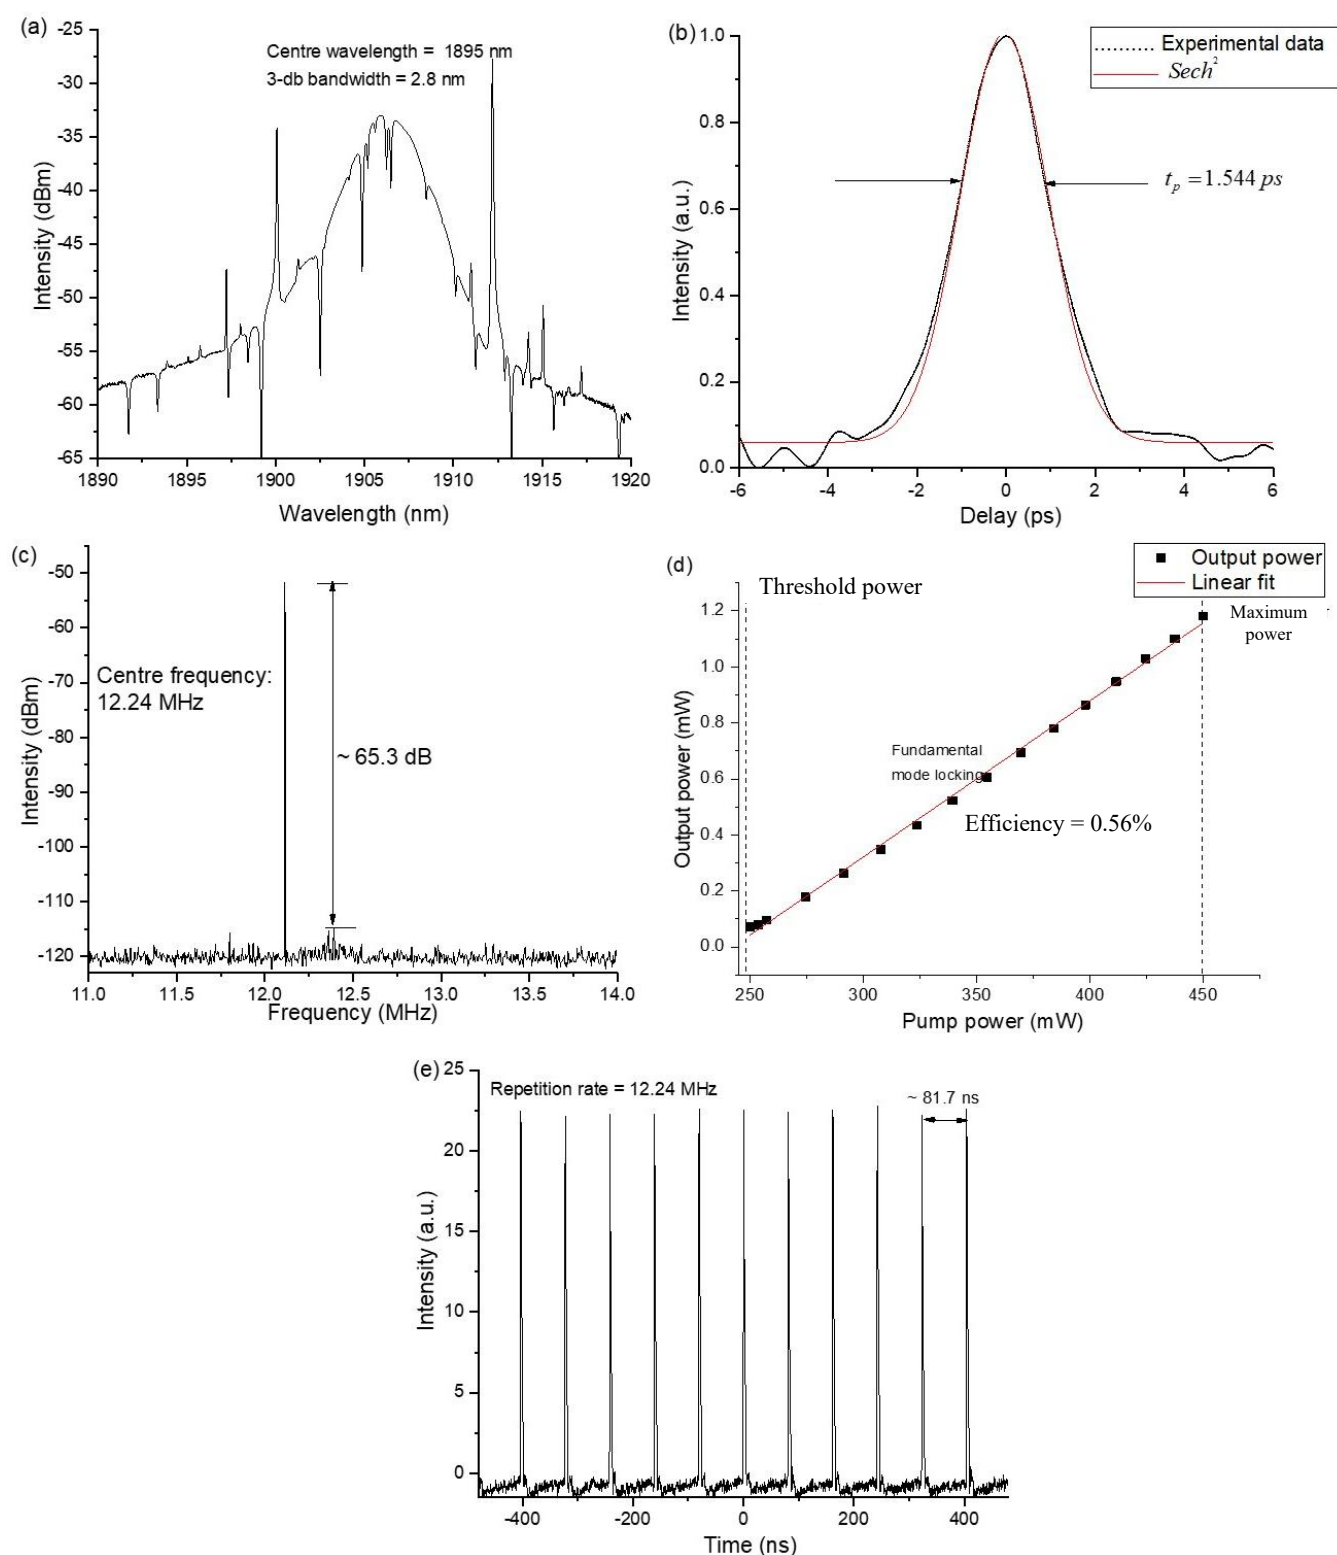 (a)
Centre wavelength = 1895 nm
3-db bandwidth = 2.8 nm
-25
-30
-35
-40
-45
-50
-55
-60
-65
Intensity (dBm)
1890 1895 1900 1905 1910 1915 1920
Wavelength (nm)
(b)
Experimental data
Sech²
t_p = 1.544 ps
1.0
0.8
0.6
0.4
0.2
0.0
Intensity (a.u.)
-6 -4 -2 0 2 4 6
Delay (ps)
(c)
Centre frequency:
12.24 MHz
~ 65.3 dB
-50
-60
-70
-80
-90
-100
-110
-120
Intensity (dBm)
11.0 11.5 12.0 12.5 13.0 13.5 14.0
Frequency (MHz)
(d)
Output power
Linear fit
Threshold power
Maximum
power
Fundamental
mode locking
Efficiency = 0.56%
1.2
1.0
0.8
0.6
0.4
0.2
0.0
Output power (mW)
250 300 350 400 450
Pump power (mW)
(e)
Repetition rate = 12.24 MHz
~ 81.7 ns
25
20
15
10
5
0
Intensity (a.u.)
-400 -200 0 200 400
Time (ns)